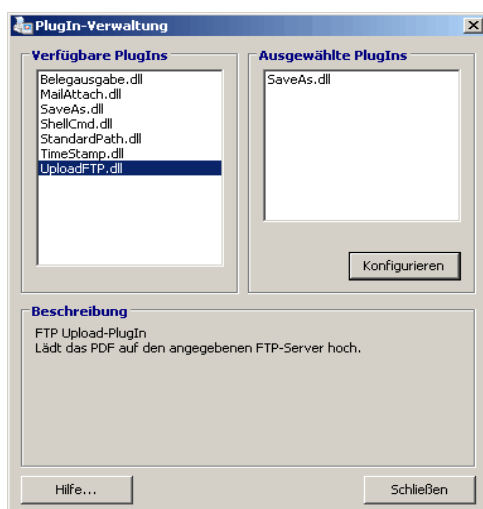 PlugIn-Verwaltung
Verfügbare PlugIns
Belegausgabe.dll
MailAttach.dll
SaveAs.dll
ShellCmd.dll
StandardPath.dll
TimeStamp.dll
UploadFTP.dll
Ausgewählte PlugIns
SaveAs.dll
Konfigurieren
Beschreibung
FTP Upload-PlugIn
Lädt das PDF auf den angegebenen FTP-Server hoch.
Hilfe...
Schließen